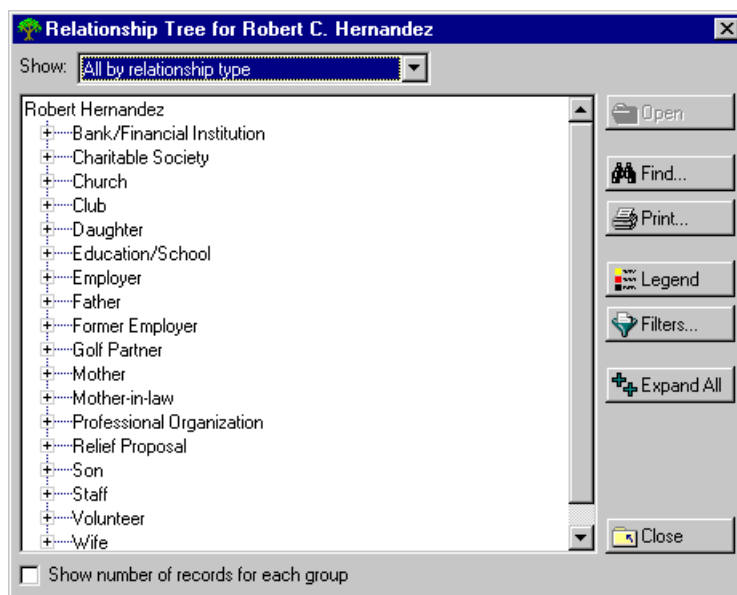 Relationship Tree for Robert C. Hernandez
Show: All by relationship type
Robert Hernandez
Bank/Financial Institution
Charitable Society
Church
Club
Daughter
Education/School
Employer
Father
Former Employer
Golf Partner
Mother
Mother-in-law
Professional Organization
Relief Proposal
Son
Staff
Volunteer
Wife
Open
Find...
Print...
Legend
Filters...
Expand All
Close
Show number of records for each group